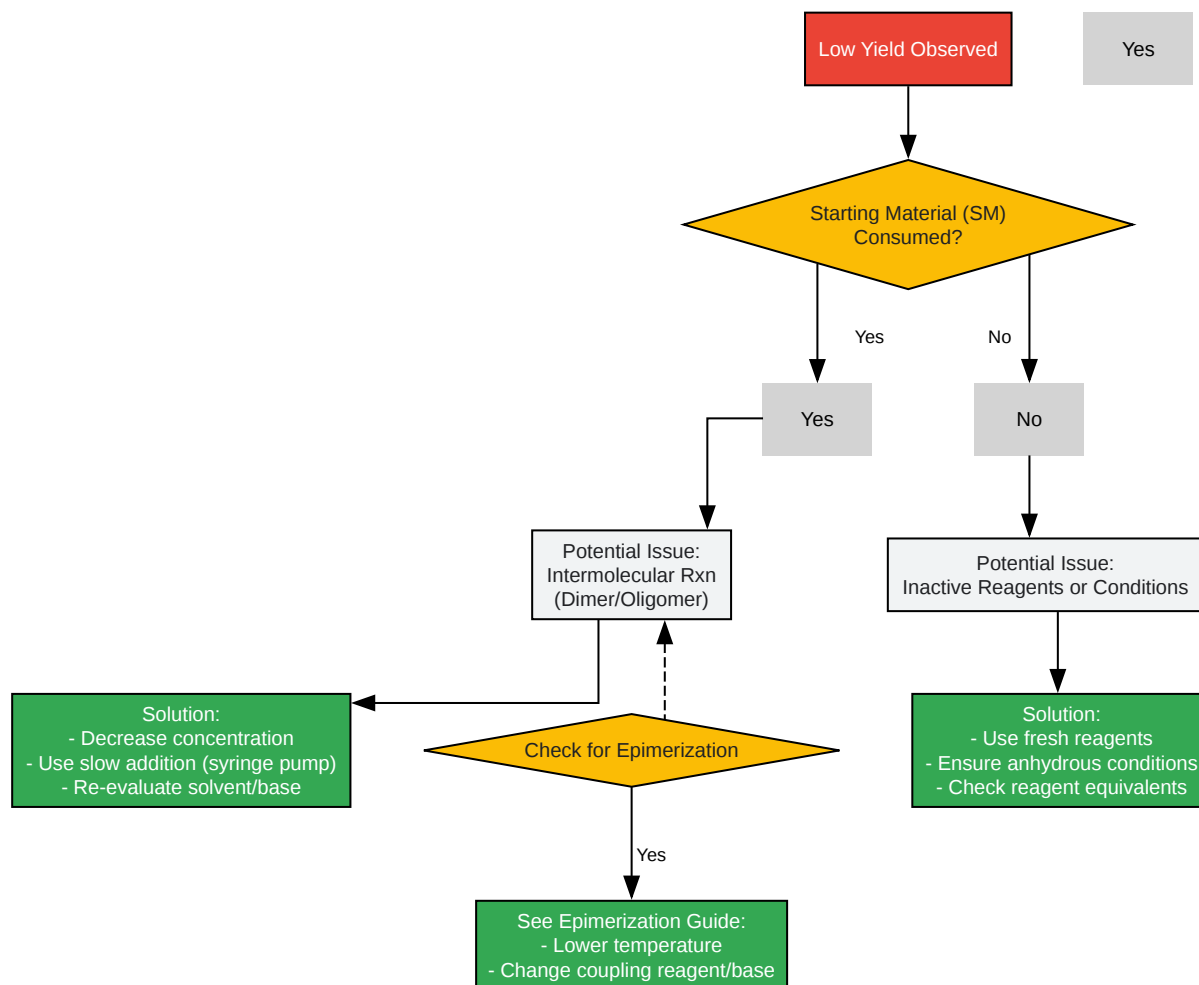 Low Yield Observed
Yes
Starting Material (SM)
Consumed?
Yes
No
Yes
No
Potential Issue:
Intermolecular Rxn
(Dimer/Oligomer)
Potential Issue:
Inactive Reagents or Conditions
Solution:
- Decrease concentration
- Use slow addition (syringe pump)
- Re-evaluate solvent/base
Check for Epimerization
Solution:
- Use fresh reagents
- Ensure anhydrous conditions
- Check reagent equivalents
Yes
See Epimerization Guide:
- Lower temperature
- Change coupling reagent/base